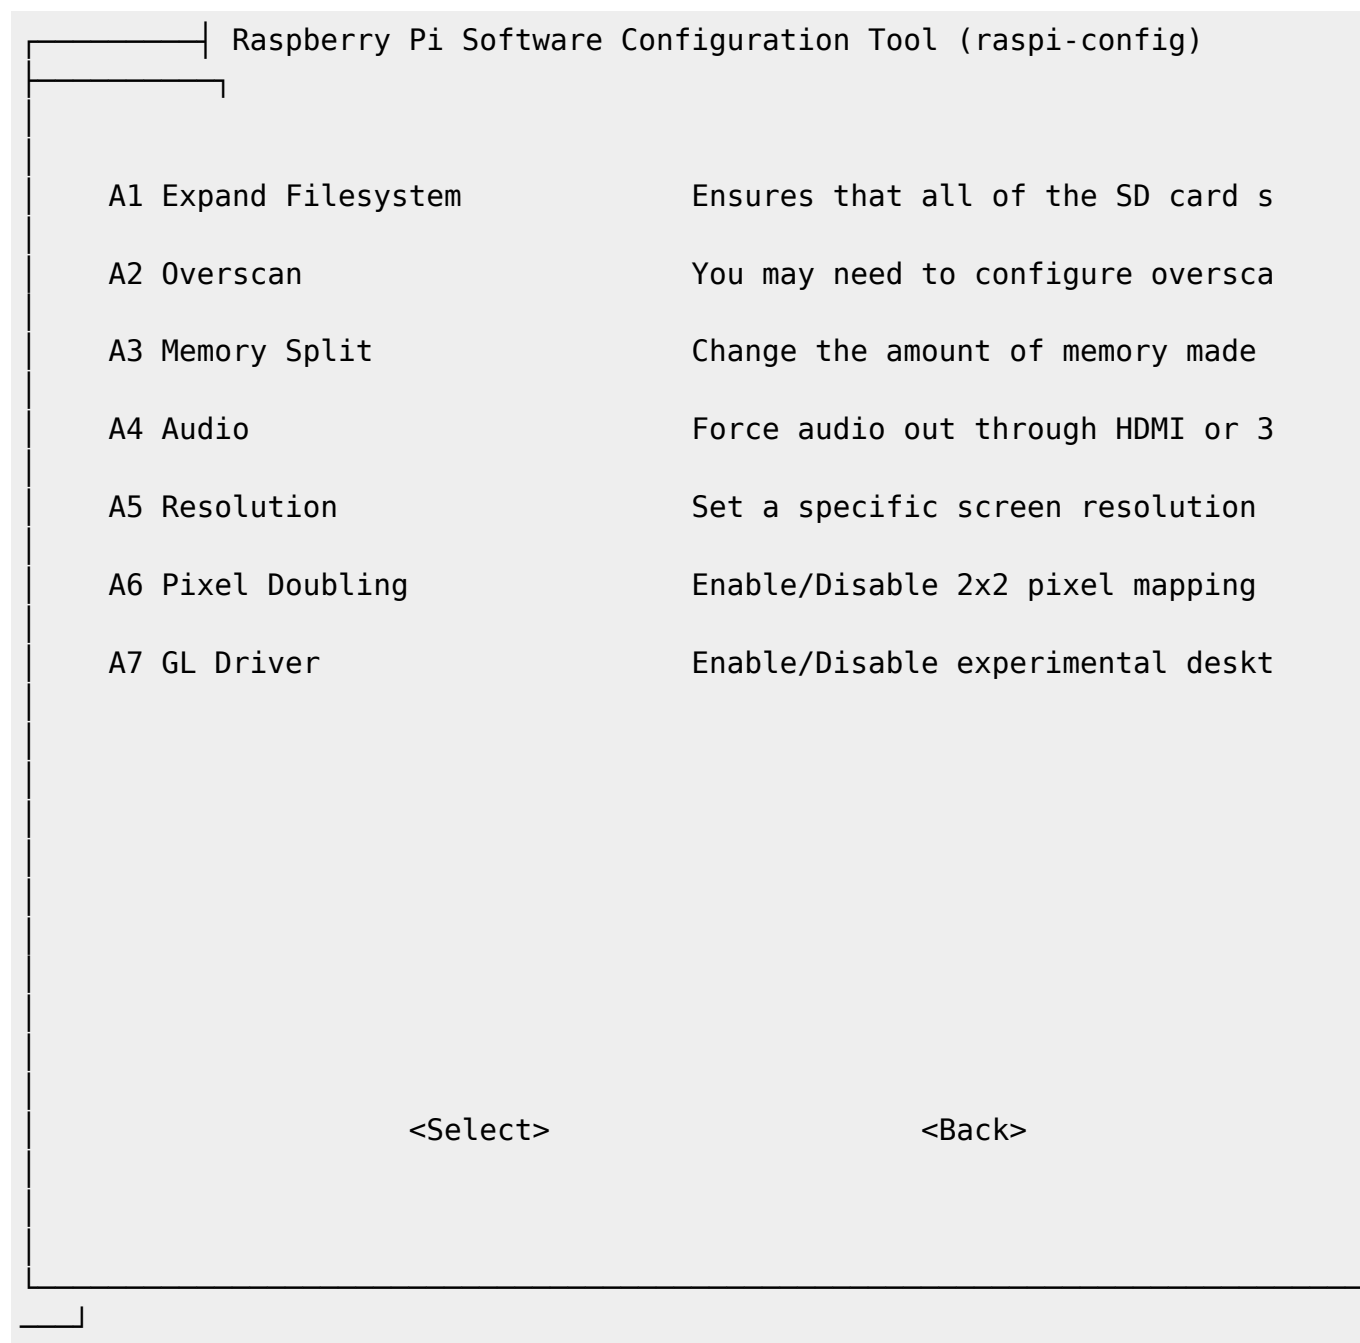 Raspberry Pi Software Configuration Tool (raspi-config)
A1 Expand Filesystem Ensures that all of the SD card s
A2 Overscan You may need to configure oversca
A3 Memory Split Change the amount of memory made
A4 Audio Force audio out through HDMI or 3
A5 Resolution Set a specific screen resolution
A6 Pixel Doubling Enable/Disable 2x2 pixel mapping
A7 GL Driver Enable/Disable experimental deskt
<Select> <Back>